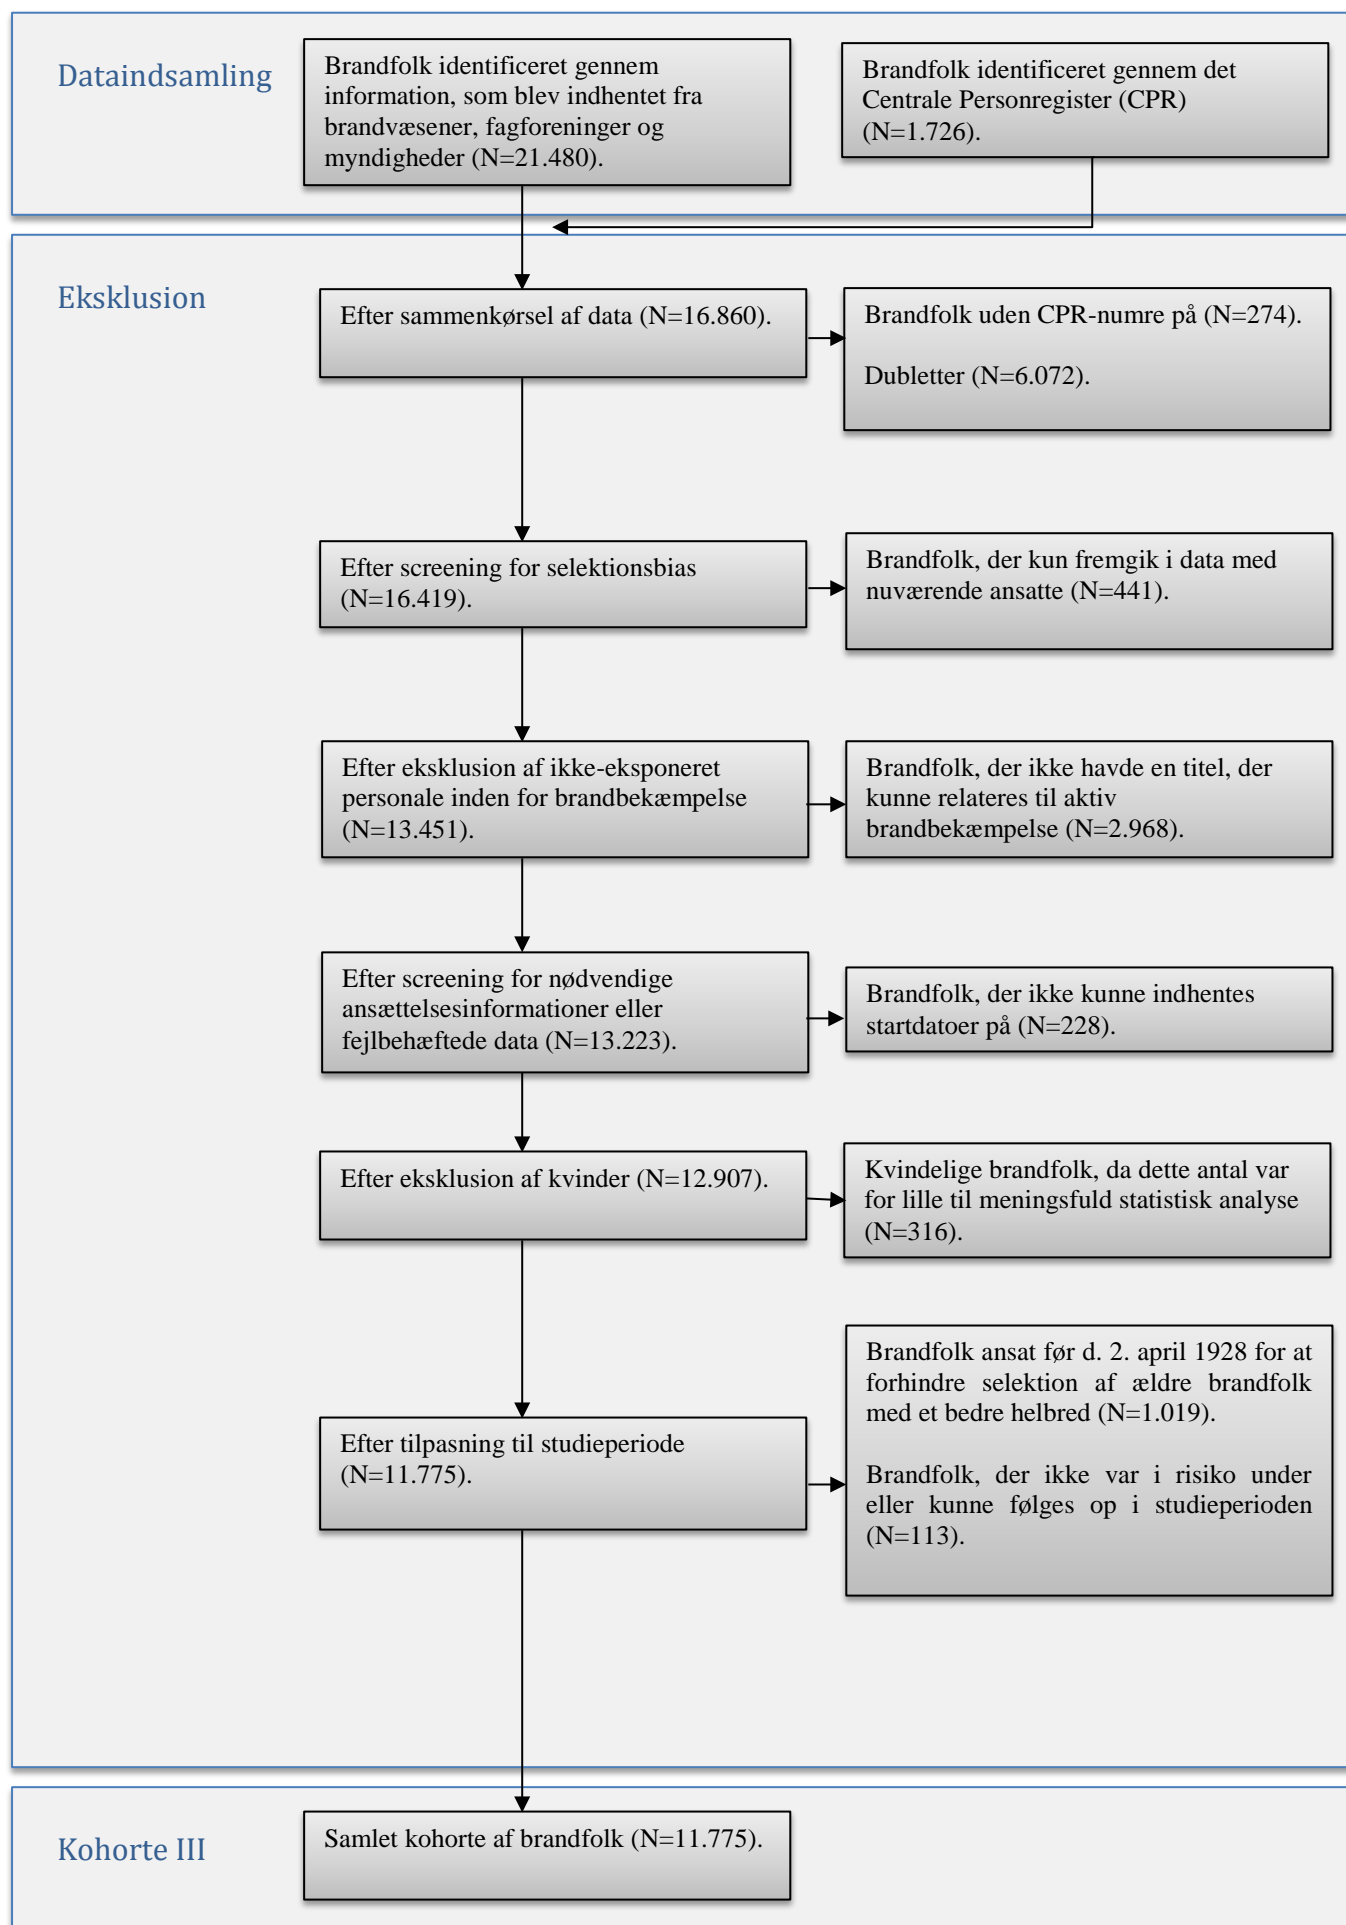 Dataindsamling
Brandfolk identificeret gennem
information, som blev indhentet fra
brandvæsener, fagforeninger og
myndigheder (N=21.480).
Brandfolk identificeret gennem det
Centrale Personregister (CPR)
(N=1.726).
Eksklusion
Efter sammenkørsel af data (N=16.860).
Brandfolk uden CPR-numre på (N=274).
Dubletter (N=6.072).
Efter screening for selektionsbias
(N=16.419).
Brandfolk, der kun fremgik i data med
nuværende ansatte (N=441).
Efter eksklusion af ikke-eksponeret
personale inden for brandbekæmpelse
(N=13.451).
Brandfolk, der ikke havde en titel, der
kunne relateres til aktiv
brandbekæmpelse (N=2.968).
Efter screening for nødvendige
ansættelsesinformationer eller
fejlbehæftede data (N=13.223).
Brandfolk, der ikke kunne indhentes
startdatoer på (N=228).
Efter eksklusion af kvinder (N=12.907).
Kvindelige brandfolk, da dette antal var
for lille til meningsfuld statistisk analyse
(N=316).
Efter tilpasning til studieperiode
(N=11.775).
Brandfolk ansat før d. 2. april 1928 for at
forhindre selektion af ældre brandfolk
med et bedre helbred (N=1.019).
Brandfolk, der ikke var i risiko under
eller kunne følges op i studieperioden
(N=113).
Kohorte III
Samlet kohorte af brandfolk (N=11.775).